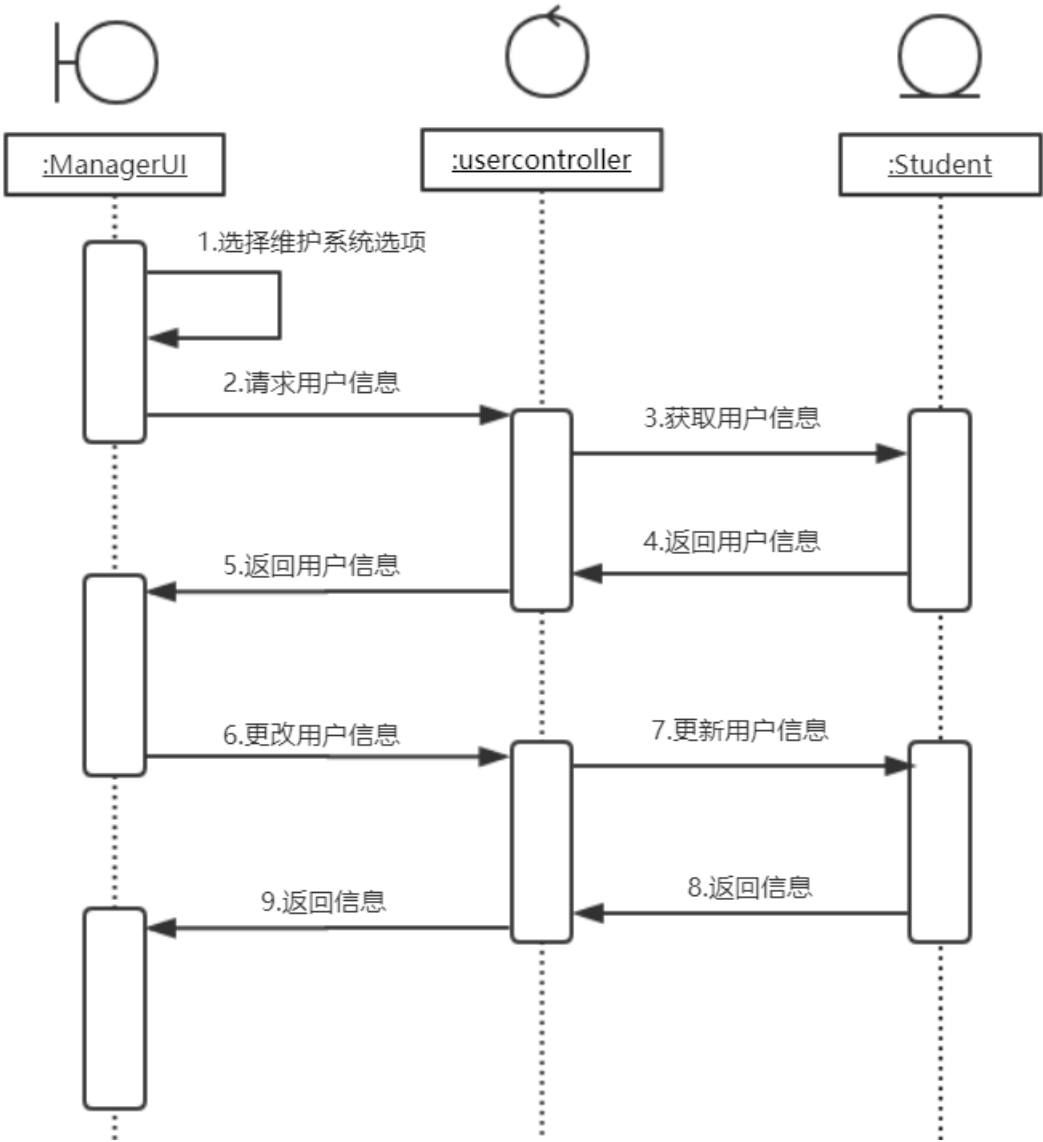 :ManagerUI
:usercontroller
:Student
1.选择维护系统选项
2.请求用户信息
3.获取用户信息
4.返回用户信息
5.返回用户信息
6.更改用户信息
7.更新用户信息
8.返回信息
9.返回信息